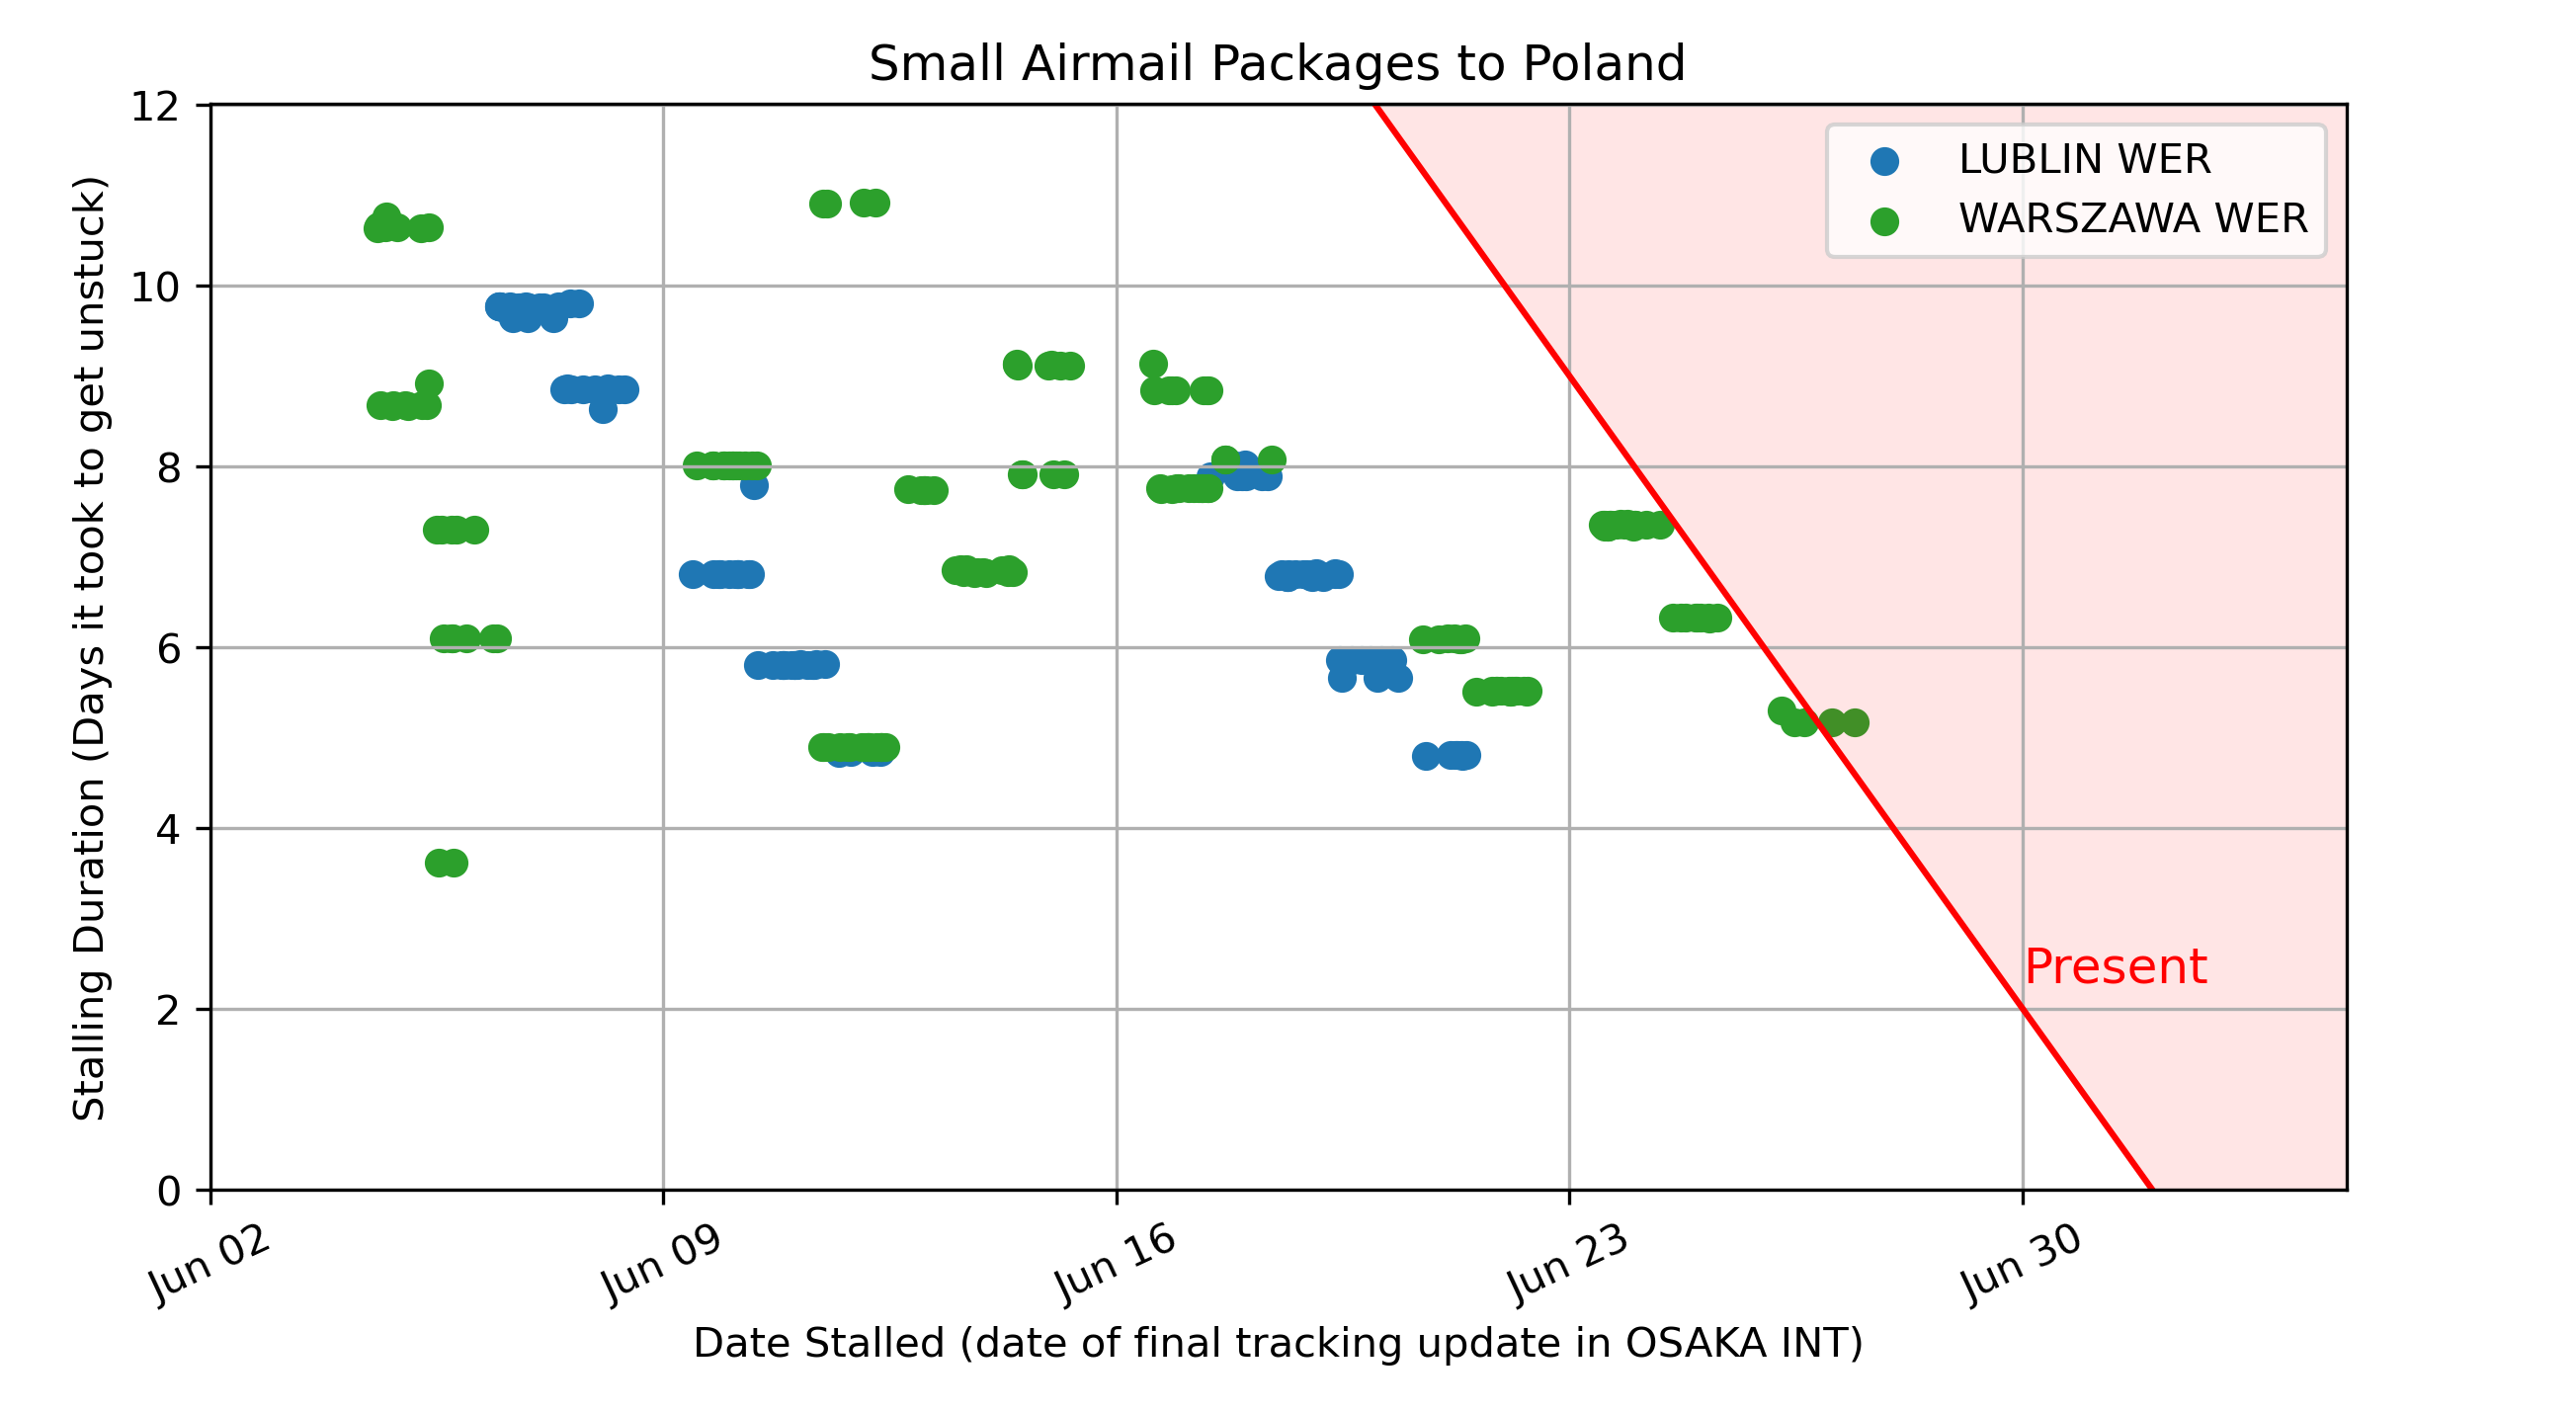 Small Airmail Packages to Poland
Stalling Duration (Days it took to get unstuck)
12
10
8
6
4
2
0
LUBLIN WER
WARSZAWA WER
Present
Jun 02
Jun 09
Jun 16
Jun 23
Jun 30
Date Stalled (date of final tracking update in OSAKA INT)